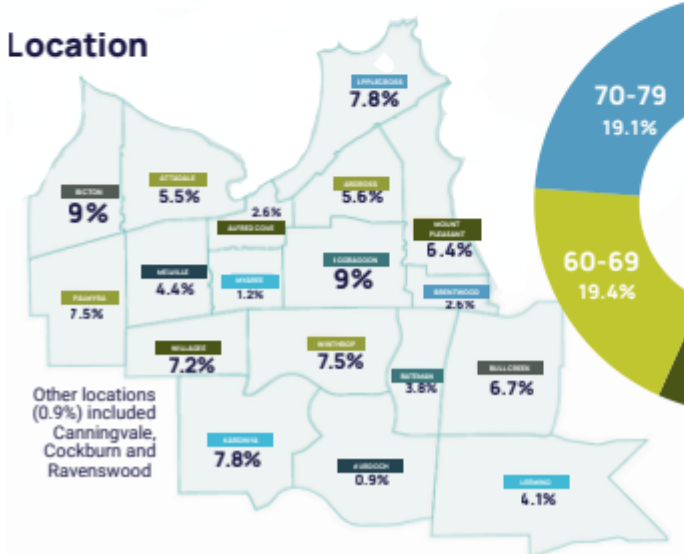 Location
APPLECROSS
7.8%
ATTADALE
5.5%
BICTON
9%
ARDROSS
5.6%
2.6%
ALFRED COVE
MOUNT
PLEASANT
6.4%
MELVILLE
4.4%
MYAREE
1.2%
BOORAGOON
9%
BRENTWOOD
2.6%
PALMYRA
7.5%
WILLAGEE
7.2%
WINTHROP
7.5%
BATEMAN
3.8%
BULLCREEK
6.7%
Other locations
(0.9%) included
Canningvale,
Cockburn and
Ravenswood
KARDINYA
7.8%
MURDOCH
0.9%
LEEMING
4.1%
70-79
19.1%
60-69
19.4%